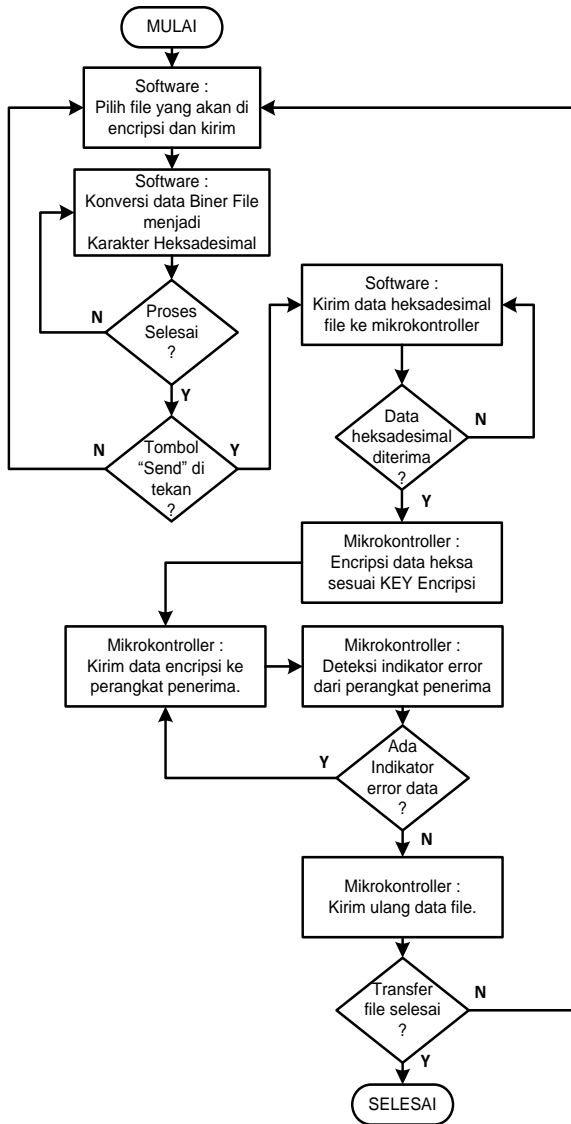 MULAI
Software :
Pilih file yang akan di
encripsi dan kirim
Software :
Konversi data Biner File
menjadi
Karakter Heksadesimal
Proses
Selesai
?
N
Y
Tombol
“Send” di
tekan
?
N
Y
Software :
Kirim data heksadesimal
file ke mikrokontroller
Data
heksadesimal
diterima
?
N
Y
Mikrokontroller :
Encripsi data heksa
sesuai KEY Encripsi
Mikrokontroller :
Kirim data encripsi ke
perangkat penerima.
Mikrokontroller :
Deteksi indikator error
dari perangkat penerima
Ada
Indikator
error data
?
Y
N
Mikrokontroller :
Kirim ulang data file.
Transfer
file selesai
?
N
Y
SELESAI